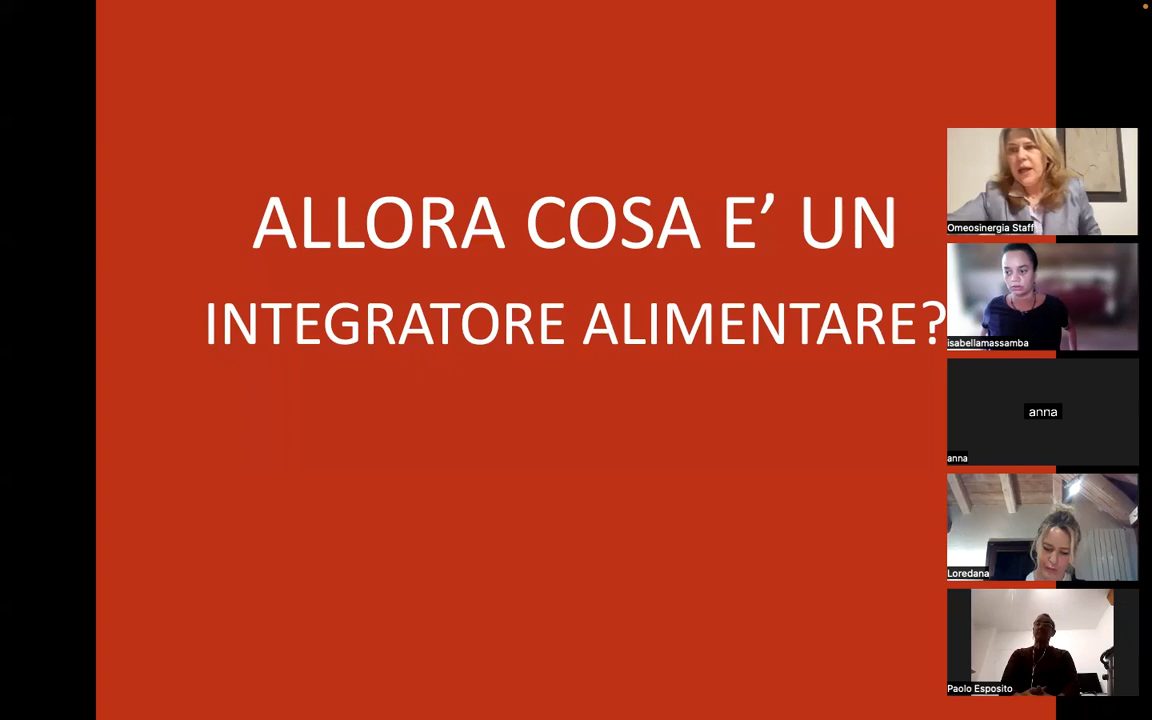 ALLORA COSA E’ UN
INTEGRATORE ALIMENTARE?
Omeosinergia Staff
isabellamassamba
anna
anna
Loredana
Paolo Esposito